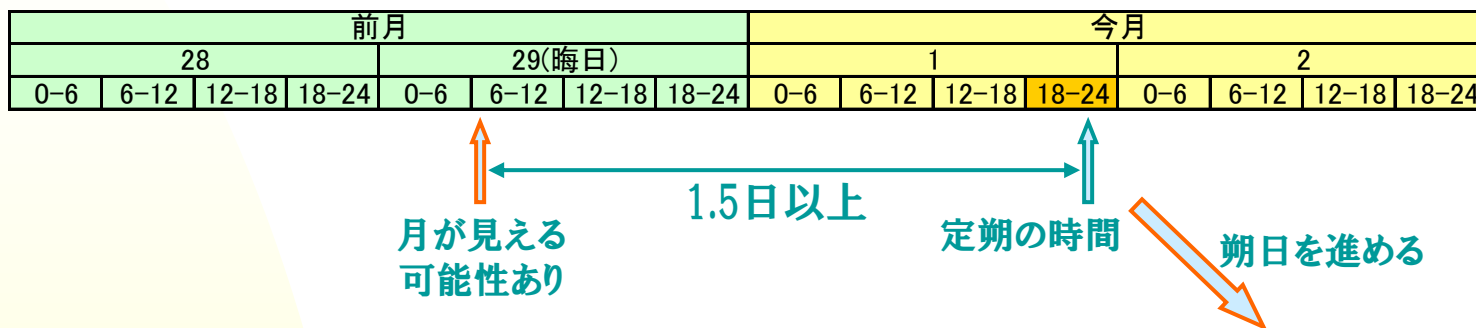 前月 今月
28 29(晦日) 1 2
0-6 6-12 12-18 18-24 0-6 6-12 12-18 18-24 0-6 6-12 12-18 18-24 0-6 6-12 12-18 18-24
1.5日以上
月が見える
可能性あり
定朔の時間
朔日を進める